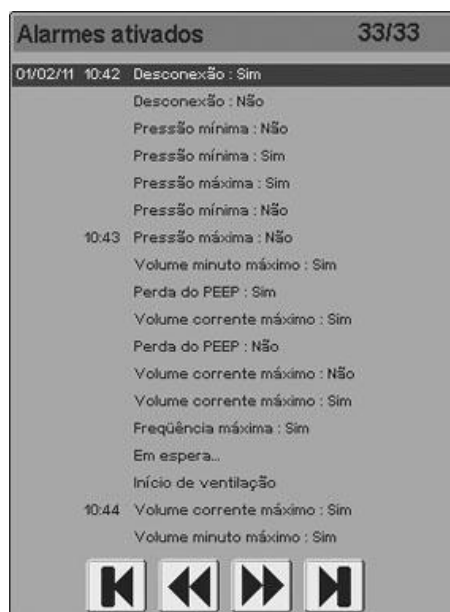 Alarmes ativados 33/33
01/02/11 10:42 Desconexão : Sim
Desconexão : Não
Pressão mínima : Não
Pressão mínima : Sim
Pressão máxima : Sim
Pressão mínima : Não
10:43 Pressão máxima : Não
Volume minuto máximo : Sim
Perda do PEEP : Sim
Volume corrente máximo : Sim
Perda do PEEP : Não
Volume corrente máximo : Não
Volume corrente máximo : Sim
Freqüência máxima : Sim
Em espera...
Início de ventilação
10:44 Volume corrente máximo : Sim
Volume minuto máximo : Sim